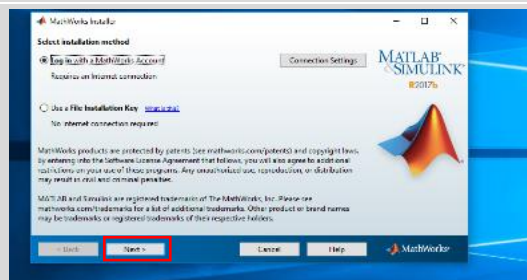 MathWorks Installer
Select installation method
Log in with a MathWorks Account
Connection Settings
Requires an Internet connection
MATLAB®
SIMULINK®
R2017b
Use a File Installation Key What is this?
No Internet connection required
MathWorks products are protected by patents (see mathworks.com/patents) and copyright laws.
By entering into the Software License Agreement that follows, you will also agree to additional
restrictions on your use of these programs. Any unauthorized use, reproduction, or distribution
may result in civil and criminal penalties.
MATLAB and Simulink are registered trademarks of The MathWorks, Inc. Please see
mathworks.com/trademarks for a list of additional trademarks. Other product or brand names
may be trademarks or registered trademarks of their respective holders.
< Back
Next >
Cancel
Help
MathWorks®